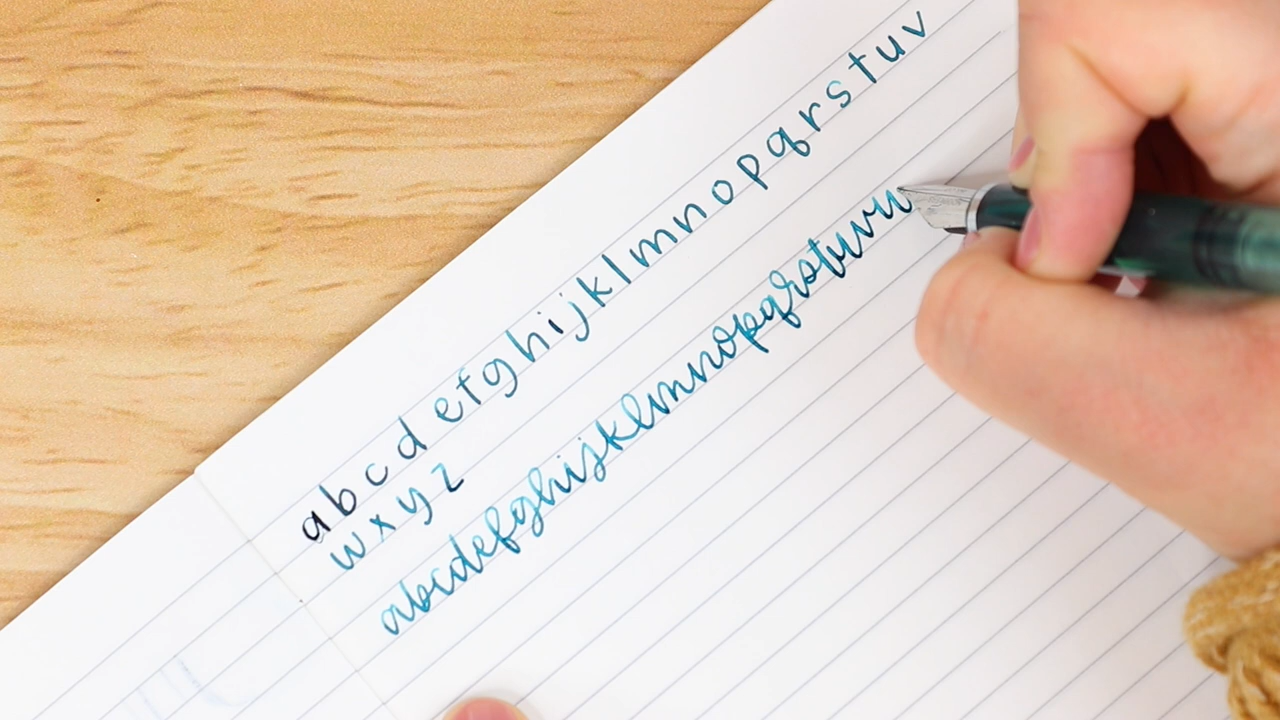 a b c d e f g h i j k l m n o p q r s t u v
w x y z
abcdefghijklmnopqrstuvw